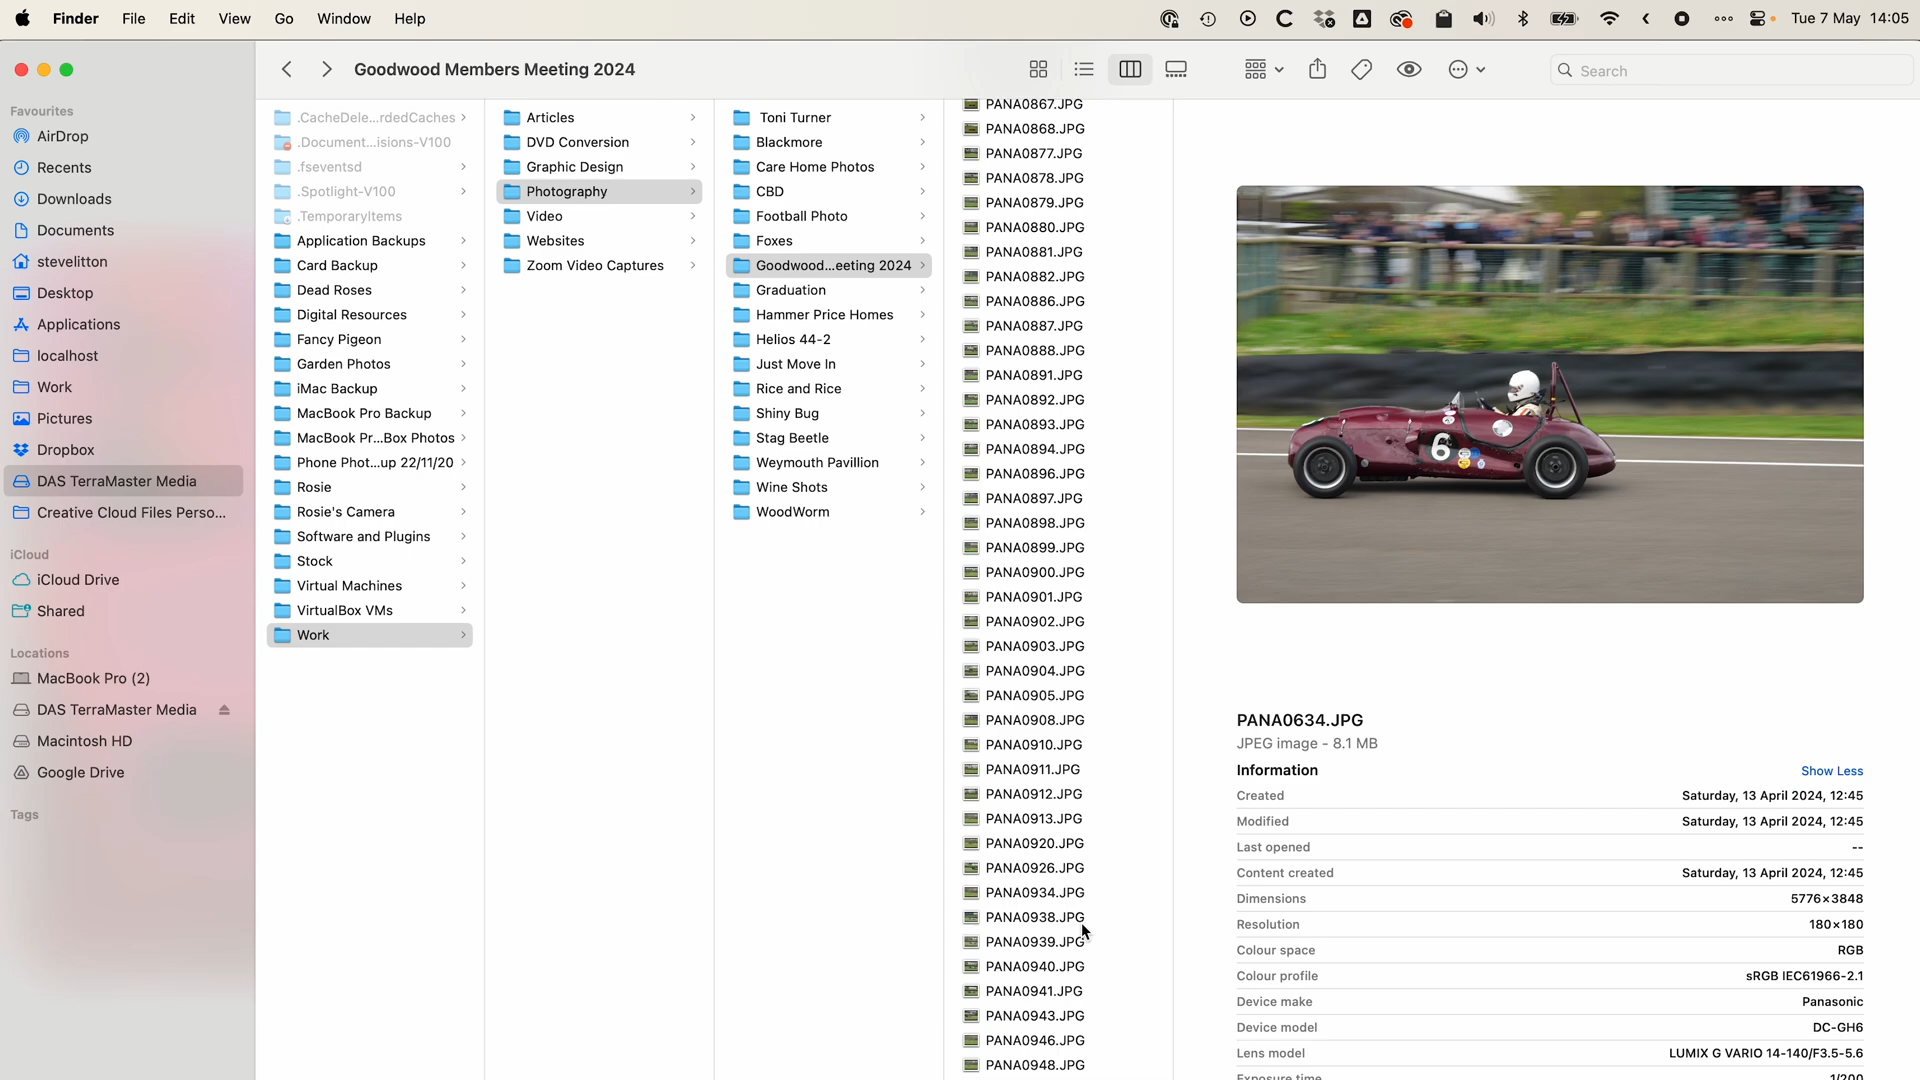 Finder File Edit View Go Window Help
Tue 7 May 14:05
Goodwood Members Meeting 2024
Search
Favourites
AirDrop
Recents
Downloads
Documents
stevelitton
Desktop
Applications
localhost
Work
Pictures
Dropbox
DAS TerraMaster Media
Creative Cloud Files Perso...
iCloud
iCloud Drive
Shared
Locations
MacBook Pro (2)
DAS TerraMaster Media
Macintosh HD
Google Drive
Tags
.CacheDele...rdedCaches
.Document...isions-V100
.fseventsd
.Spotlight-V100
.TemporaryItems
Application Backups
Card Backup
Dead Roses
Digital Resources
Fancy Pigeon
Garden Photos
iMac Backup
MacBook Pro Backup
MacBook Pr...Box Photos
Phone Phot...up 22/11/20
Rosie
Rosie's Camera
Software and Plugins
Stock
Virtual Machines
VirtualBox VMs
Work
Articles
DVD Conversion
Graphic Design
Photography
Video
Websites
Zoom Video Captures
Toni Turner
Blackmore
Care Home Photos
CBD
Football Photo
Foxes
Goodwood...eeting 2024
Graduation
Hammer Price Homes
Helios 44-2
Just Move In
Rice and Rice
Shiny Bug
Stag Beetle
Weymouth Pavillion
Wine Shots
WoodWorm
PANA0867.JPG
PANA0868.JPG
PANA0877.JPG
PANA0878.JPG
PANA0879.JPG
PANA0880.JPG
PANA0881.JPG
PANA0882.JPG
PANA0886.JPG
PANA0887.JPG
PANA0888.JPG
PANA0891.JPG
PANA0892.JPG
PANA0893.JPG
PANA0894.JPG
PANA0896.JPG
PANA0897.JPG
PANA0898.JPG
PANA0899.JPG
PANA0900.JPG
PANA0901.JPG
PANA0902.JPG
PANA0903.JPG
PANA0904.JPG
PANA0905.JPG
PANA0908.JPG
PANA0910.JPG
PANA0911.JPG
PANA0912.JPG
PANA0913.JPG
PANA0920.JPG
PANA0926.JPG
PANA0934.JPG
PANA0938.JPG
PANA0939.JPG
PANA0940.JPG
PANA0941.JPG
PANA0943.JPG
PANA0946.JPG
PANA0948.JPG
6
PANA0634.JPG
JPEG image - 8.1 MB
Information Show Less
Created Saturday, 13 April 2024, 12:45
Modified Saturday, 13 April 2024, 12:45
Last opened --
Content created Saturday, 13 April 2024, 12:45
Dimensions 5776×3848
Resolution 180×180
Colour space RGB
Colour profile sRGB IEC61966-2.1
Device make Panasonic
Device model DC-GH6
Lens model LUMIX G VARIO 14-140/F3.5-5.6
Exposure time 1/200